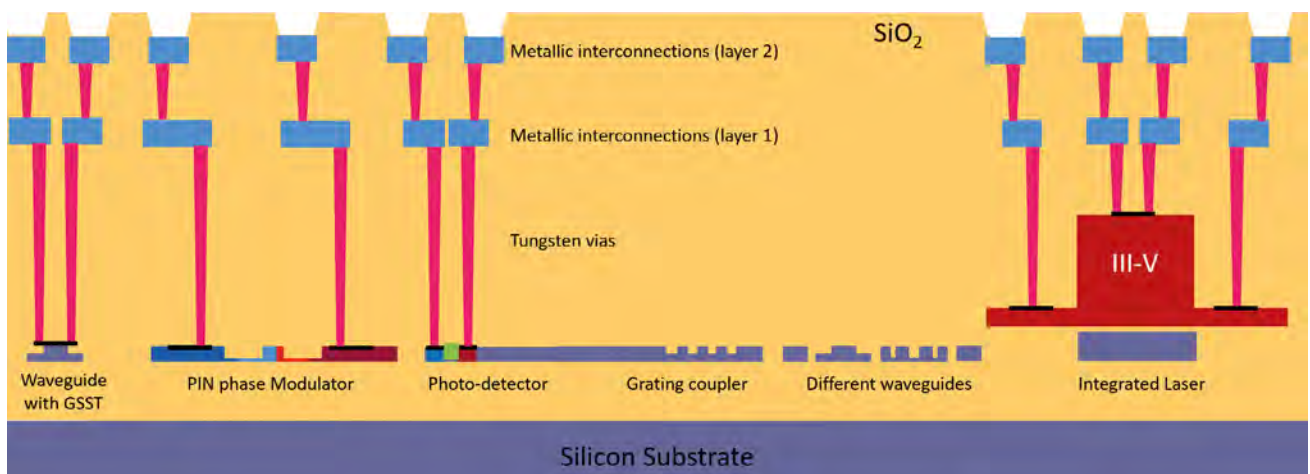 SiO₂
Metallic interconnections (layer 2)
Metallic interconnections (layer 1)
Tungsten vias
III-V
Waveguide
with GSST
PIN phase Modulator
Photo-detector
Grating coupler
Different waveguides
Integrated Laser
Silicon Substrate